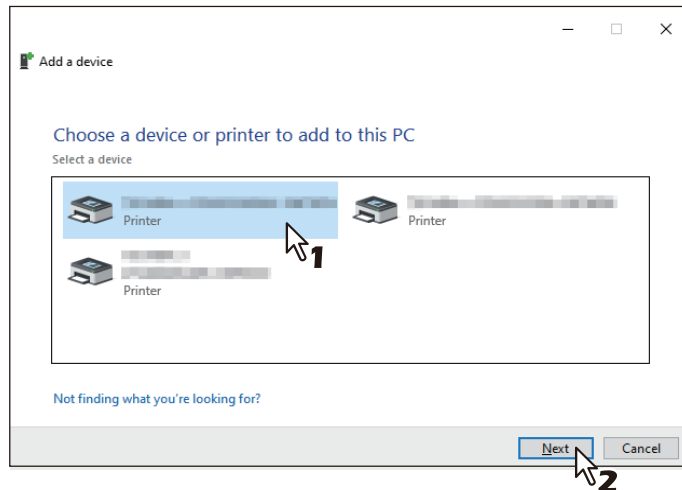 Add a device
Choose a device or printer to add to this PC
Select a device
Printer
Printer
1
Printer
Not finding what you're looking for?
Next
Cancel
2